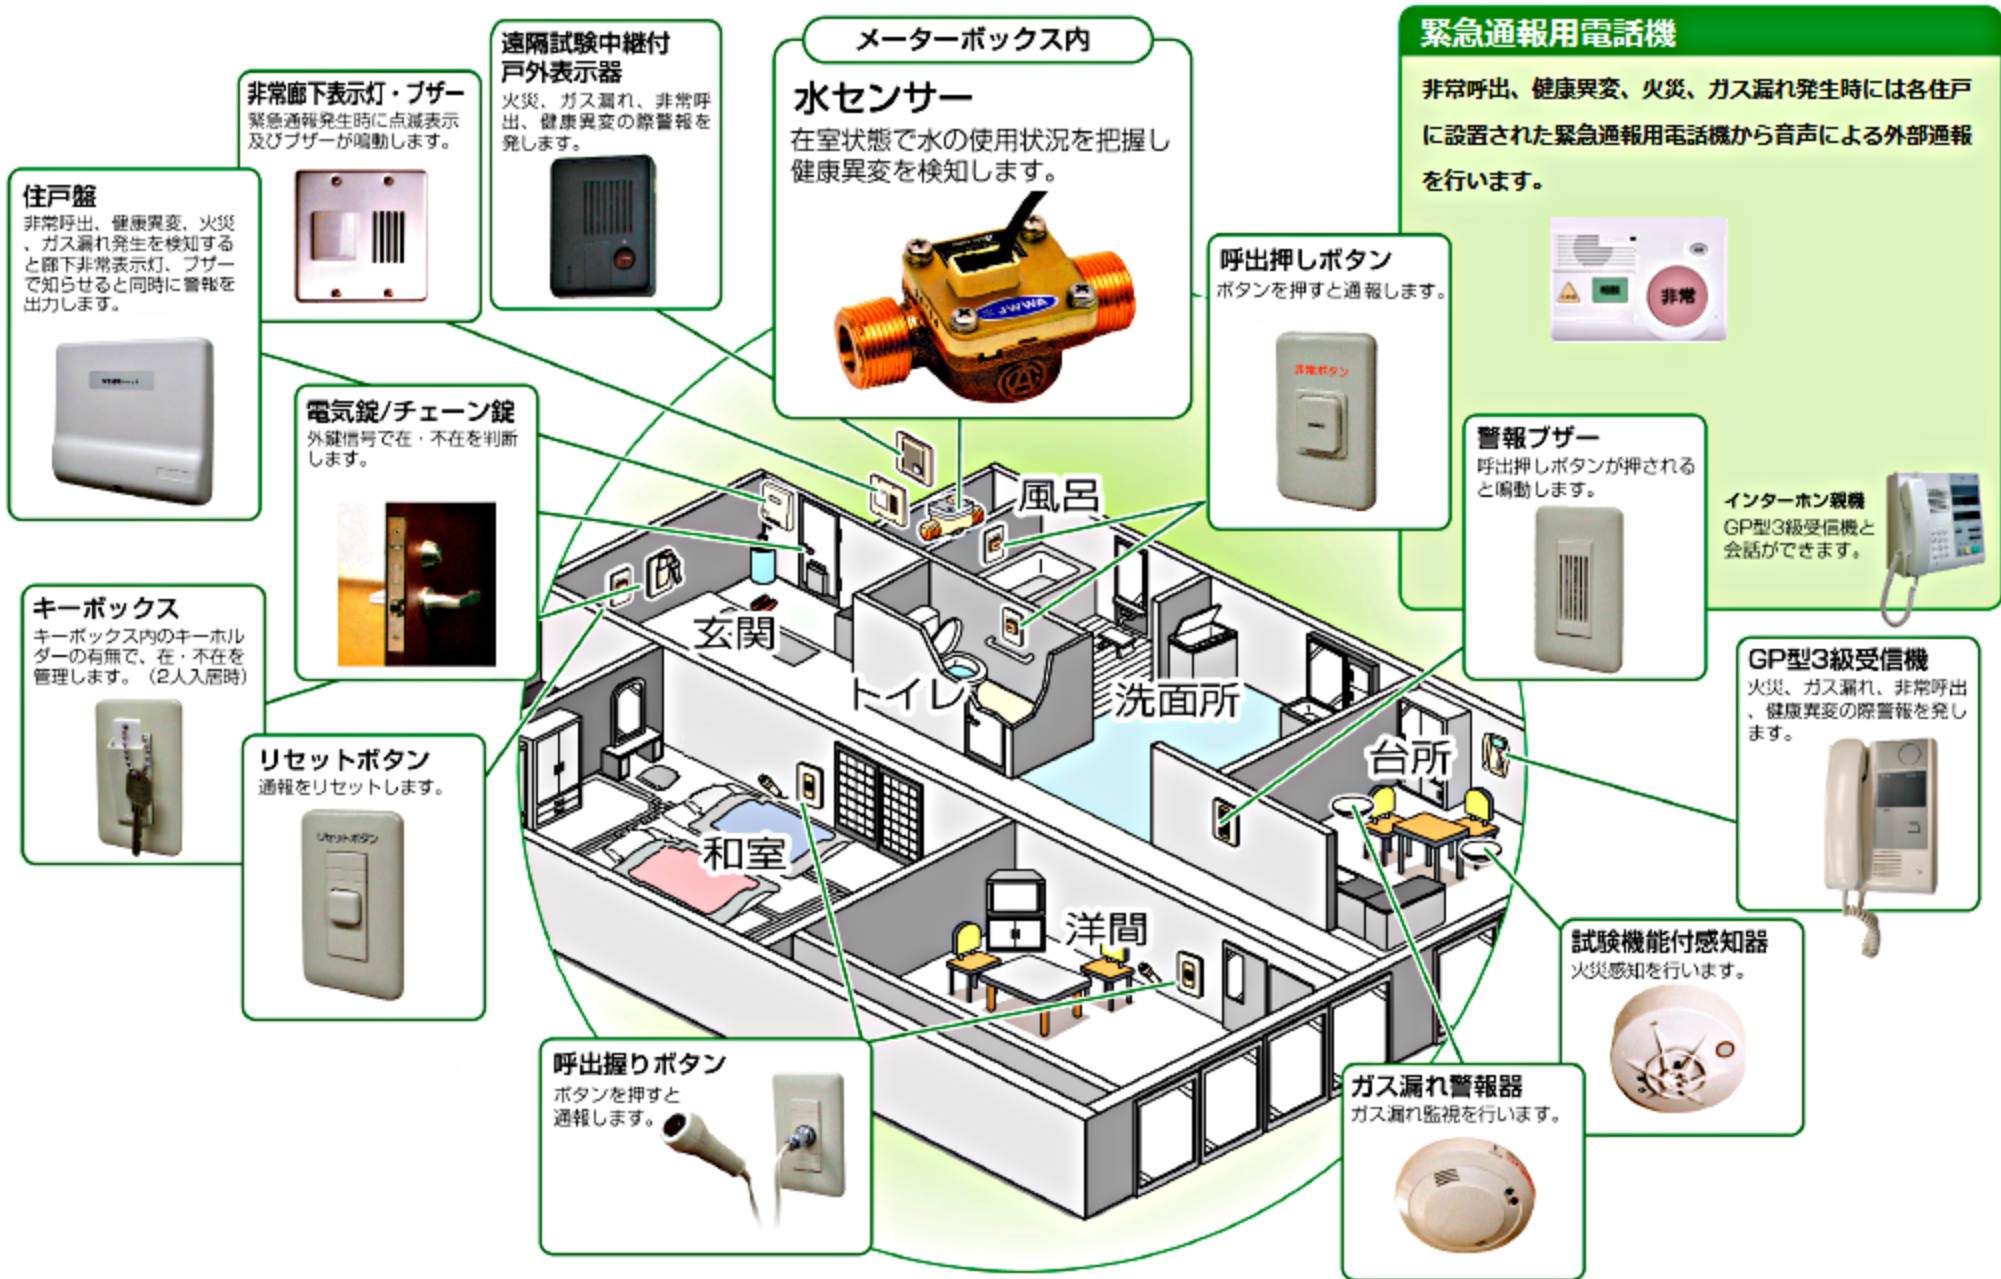 緊急通報用電話機
非常呼出、健康異変、火災、ガス漏れ発生時には各住戸
に設置された緊急通報用電話機から音声による外部通報
を行います。
非常
インターホン親機
GP型3級受信機と
会話ができます。
メーターボックス内
水センサー
在室状態で水の使用状況を把握し
健康異変を検知します。
JWWA
遠隔試験中継付
戸外表示器
火災、ガス漏れ、非常呼
出、健康異変の際警報を
発します。
非常廊下表示灯・ブザー
緊急通報発生時に点滅表示
及びブザーが鳴動します。
住戸盤
非常呼出、健康異変、火災
、ガス漏れ発生を検知する
と廊下非常表示灯、ブザー
で知らせると同時に警報を
出力します。
電気錠/チェーン錠
外鍵信号で在・不在を判断
します。
キーボックス
キーボックス内のキーホル
ダーの有無で、在・不在を
管理します。（2人入居時）
リセットボタン
通報をリセットします。
リセットボタン
呼出押しボタン
ボタンを押すと通報します。
非常ボタン
警報ブザー
呼出押しボタンが押される
と鳴動します。
GP型3級受信機
火災、ガス漏れ、非常呼出
、健康異変の際警報を発し
ます。
風呂
玄関
トイレ
洗面所
台所
和室
洋間
呼出握りボタン
ボタンを押すと
通報します。
試験機能付感知器
火災感知を行います。
ガス漏れ警報器
ガス漏れ監視を行います。